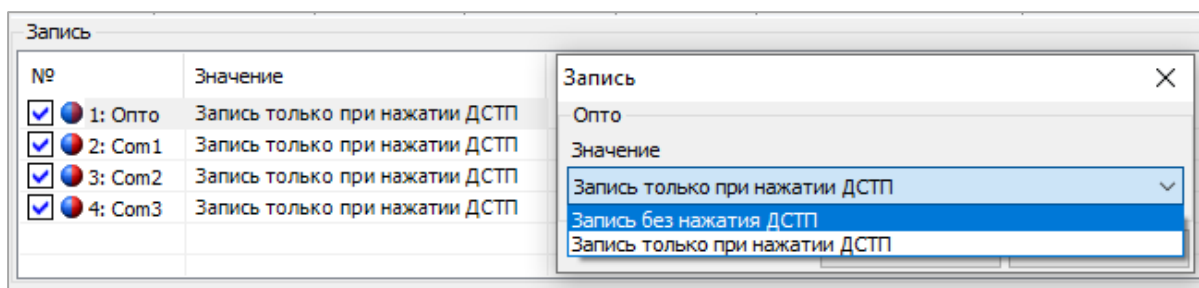 Запись
№ Значение
1: Опто Запись только при нажатии ДСТП
2: Com1 Запись только при нажатии ДСТП
3: Com2 Запись только при нажатии ДСТП
4: Com3 Запись только при нажатии ДСТП
Запись
Опто
Значение
Запись только при нажатии ДСТП
Запись без нажатия ДСТП
Запись только при нажатии ДСТП